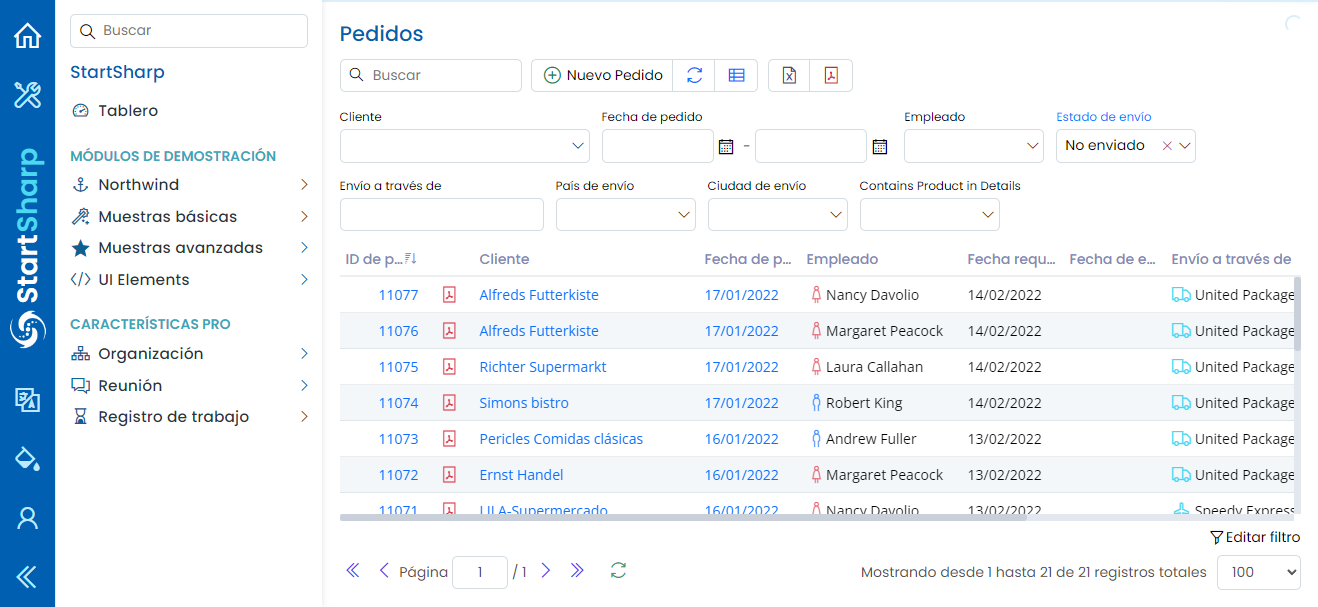 StartSharp
Buscar
StartSharp
Tablero
MÓDULOS DE DEMOSTRACIÓN
Northwind
Muestras básicas
Muestras avanzadas
UI Elements
CARACTERÍSTICAS PRO
Organización
Reunión
Registro de trabajo
Pedidos
Buscar Nuevo Pedido
Cliente Fecha de pedido Empleado Estado de envío
- No enviado
Envío a través de País de envío Ciudad de envío Contains Product in Details
ID de p... Cliente Fecha de p... Empleado Fecha requ... Fecha de e... Envío a través de
11077 Alfreds Futterkiste 17/01/2022 Nancy Davolio 14/02/2022 United Package
11076 Alfreds Futterkiste 17/01/2022 Margaret Peacock 14/02/2022 United Package
11075 Richter Supermarkt 17/01/2022 Laura Callahan 14/02/2022 United Package
11074 Simons bistro 17/01/2022 Robert King 14/02/2022 United Package
11073 Pericles Comidas clásicas 16/01/2022 Andrew Fuller 13/02/2022 United Package
11072 Ernst Handel 16/01/2022 Margaret Peacock 13/02/2022 United Package
11071 LILA-Supermercado 16/01/2022 Nancy Davolio 13/02/2022 Speedy Express
Editar filtro
Página 1 / 1 Mostrando desde 1 hasta 21 de 21 registros totales 100